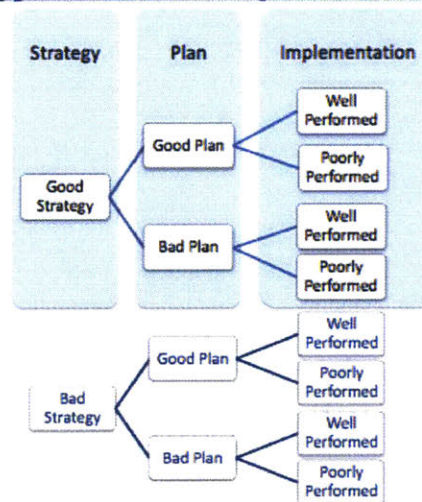 Strategy Plan Implementation
Well
Performed
Good Plan
Poorly
Performed
Good
Strategy
Well
Performed
Bad Plan
Poorly
Performed
Well
Performed
Good Plan
Poorly
Performed
Bad
Strategy
Well
Performed
Bad Plan
Poorly
Performed